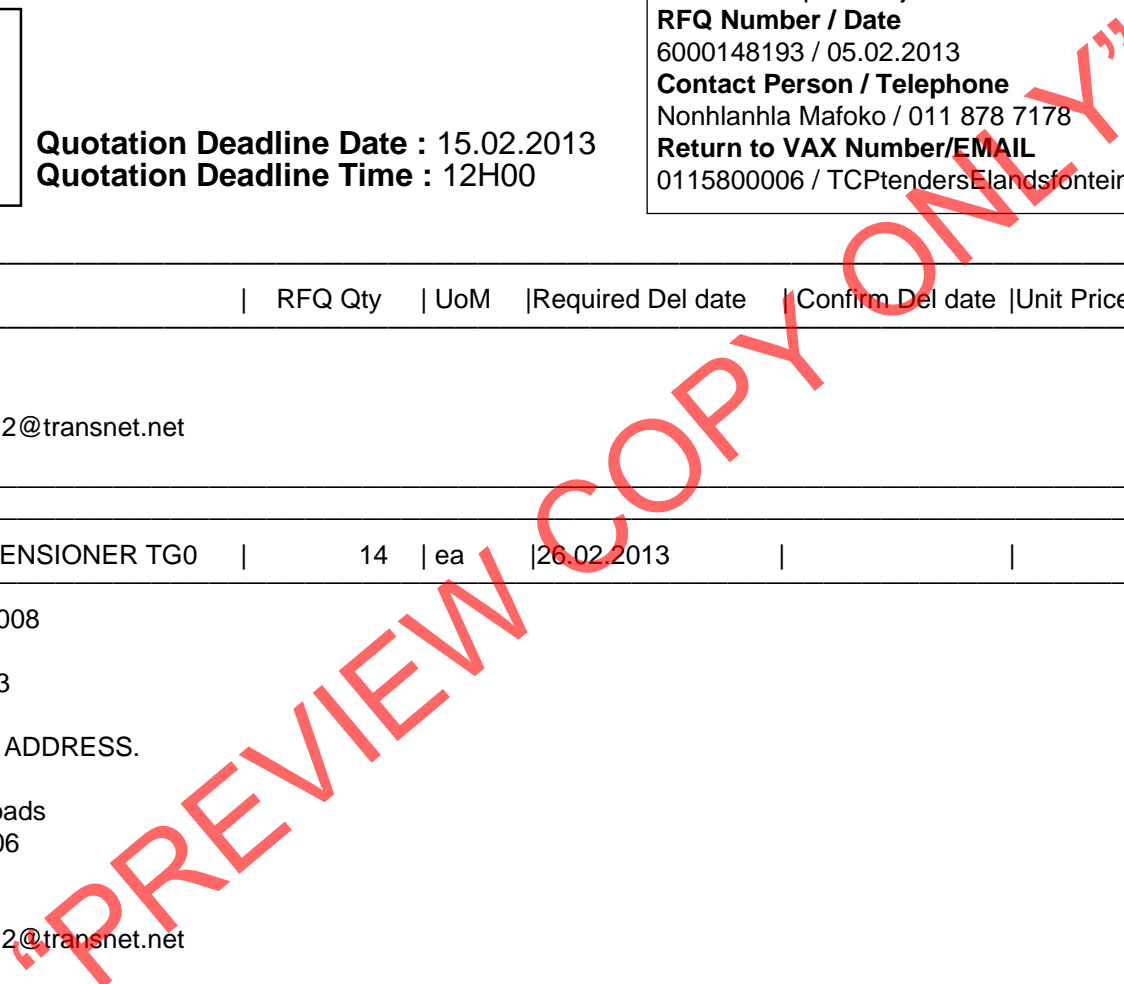 RFQ Number / Date
6000148193 / 05.02.2013
Contact Person / Telephone
Nonhlanhla Mafoko / 011 878 7178
Quotation Deadline Date : 15.02.2013
Return to VAX Number/EMAIL
Quotation Deadline Time : 12H00
0115800006 / TCPtendersElandsfontein
| RFQ Qty | UoM |Required Del date | Confirm Del date |Unit Price
2@transnet.net
ENSIONER TG0 | 14 | ea |26.02.2013 | |
008
3
ADDRESS.
oads
06
2@transnet.net
“PREVIEW COPY ONLY”